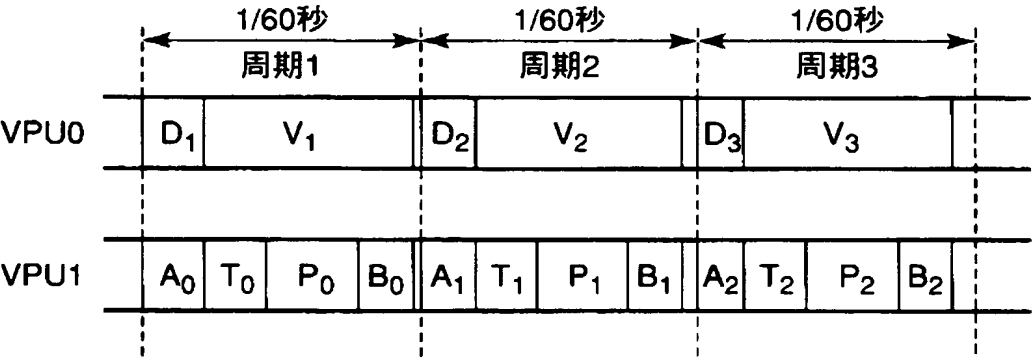 1/60秒 1/60秒 1/60秒
周期1 周期2 周期3
VPU0 D1 V1 D2 V2 D3 V3
VPU1 A0 T0 P0 B0 A1 T1 P1 B1 A2 T2 P2 B2